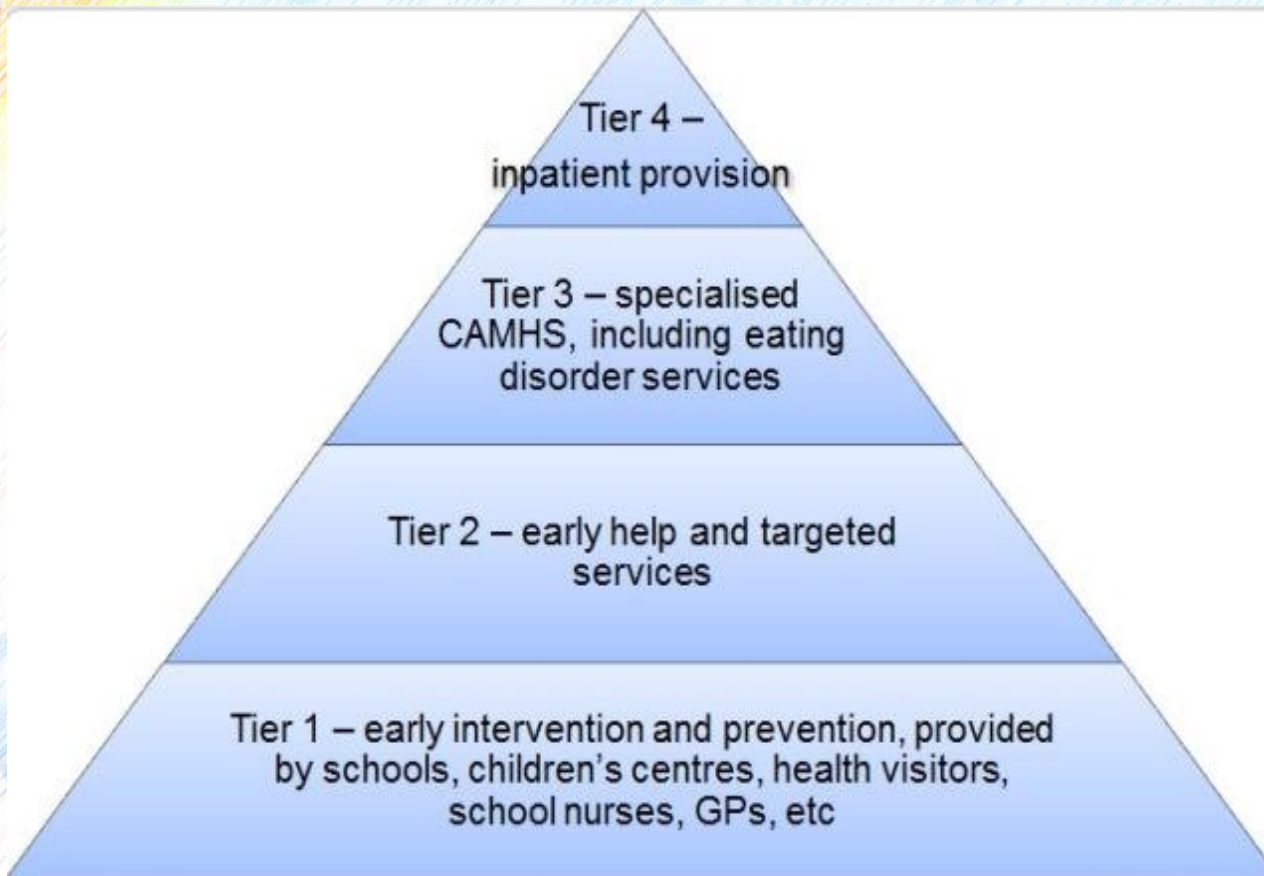 Tier 4 –
inpatient provision
Tier 3 – specialised
CAMHS, including eating
disorder services
Tier 2 – early help and targeted
services
Tier 1 – early intervention and prevention, provided
by schools, children’s centres, health visitors,
school nurses, GPs, etc